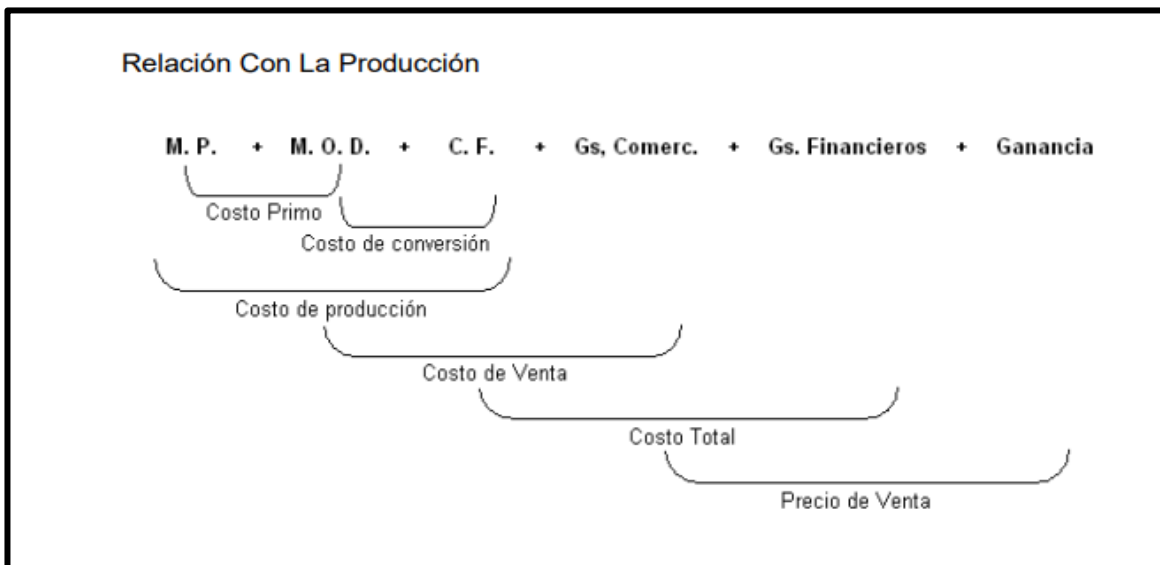 Relación Con La Producción
M. P. + M. O. D. + C. F. + Gs, Comerc. + Gs. Financieros + Ganancia
Costo Primo
Costo de conversión
Costo de producción
Costo de Venta
Costo Total
Precio de Venta